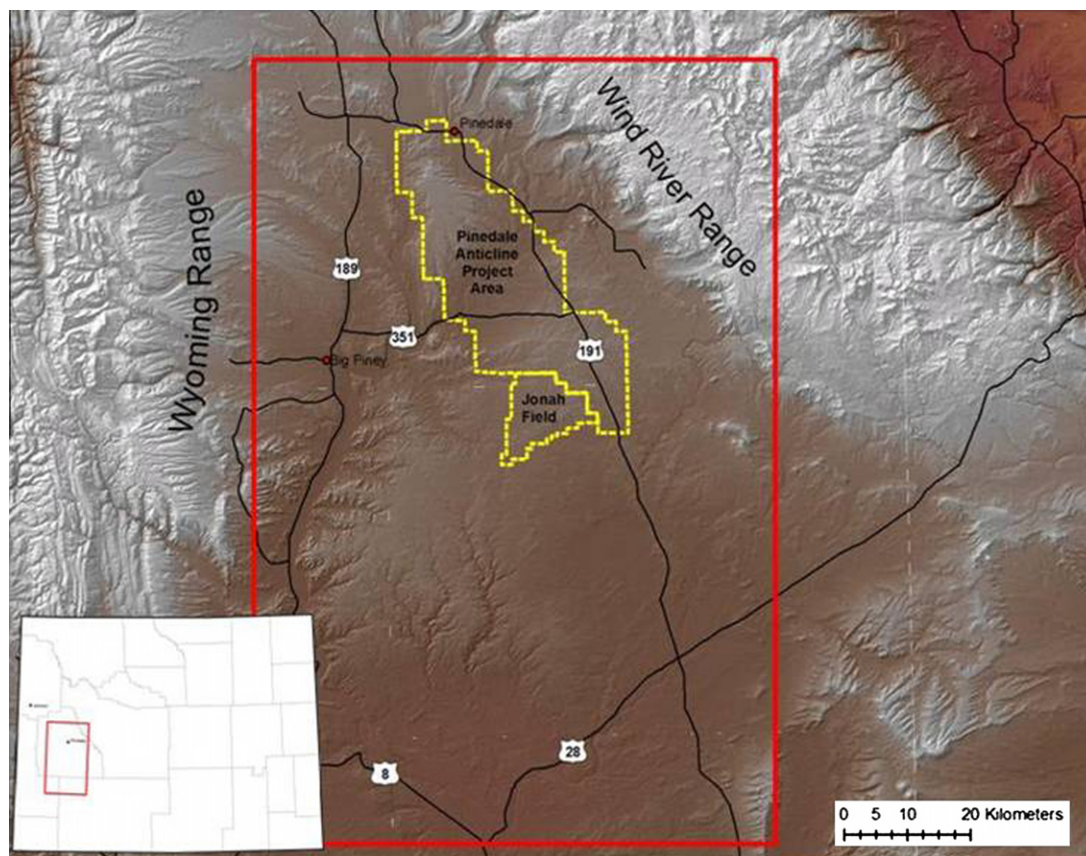 Pinedale
Wind River Range
Wyoming Range
Pinedale
Anticline
Project
Area
189
351
191
Big Piney
Jonah
Field
28
8
0 5 10 20 Kilometers